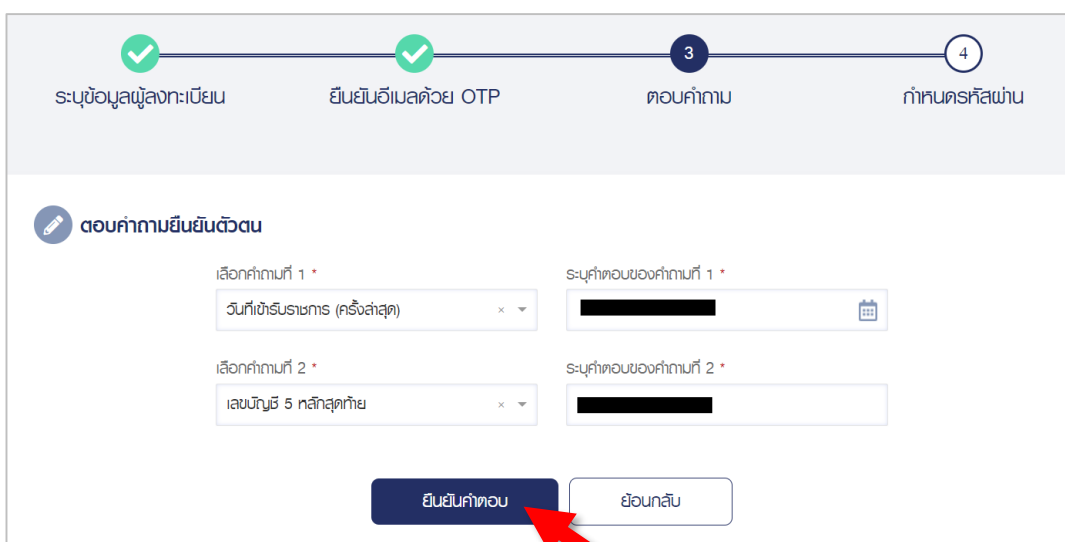 3
4
ระบุข้อมูลผู้ลงทะเบียน
ยืนยันอีเมลด้วย OTP
ตอบคำถาม
กำหนดรหัสผ่าน
ตอบคำถามยืนยันตัวตน
เลือกคำถามที่ 1 *
ระบุคำตอบของคำถามที่ 1 *
วันที่เข้ารับราชการ (ครั้งล่าสุด)
เลือกคำถามที่ 2 *
ระบุคำตอบของคำถามที่ 2 *
เลขบัญชี 5 หลักสุดท้าย
ยืนยันคำตอบ
ย้อนกลับ